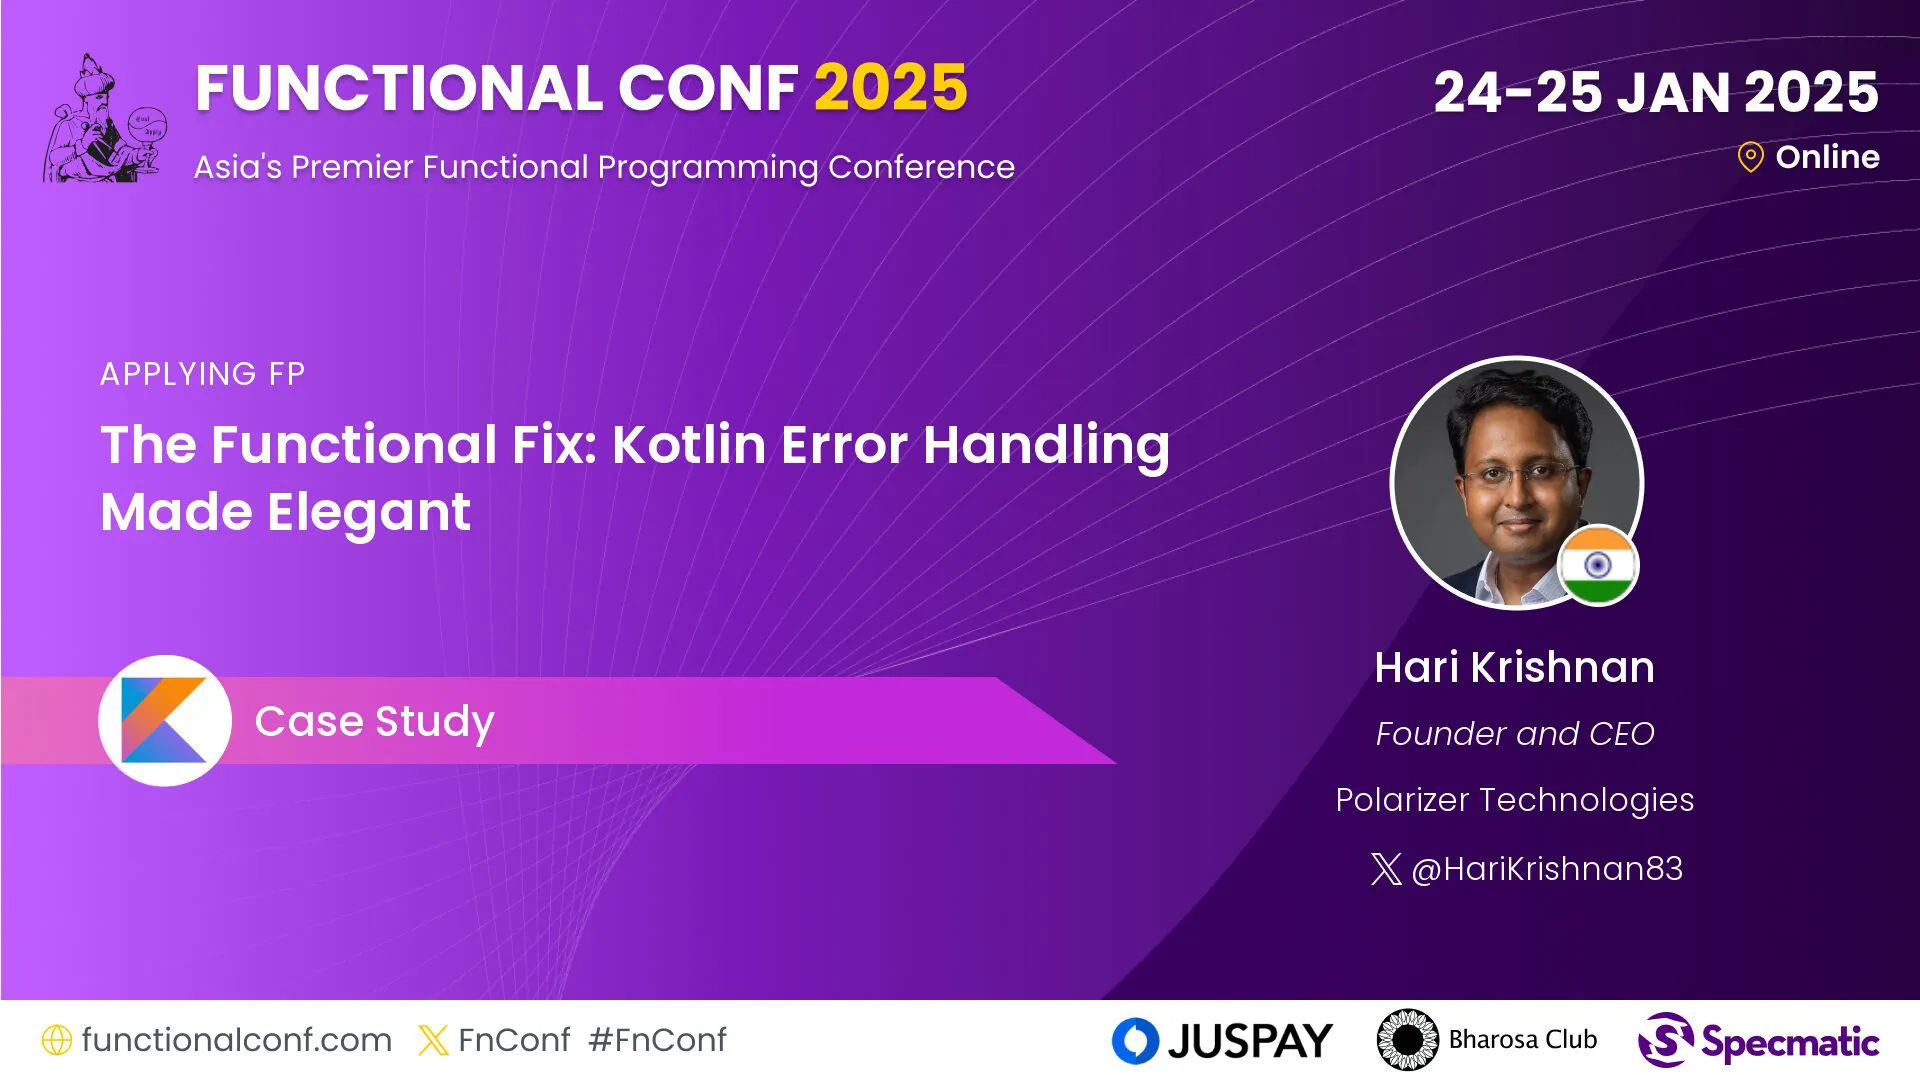 FUNCTIONAL CONF 2025
Asia's Premier Functional Programming Conference
24-25 JAN 2025
Online
Eval
Apply
APPLYING FP
The Functional Fix: Kotlin Error Handling
Made Elegant
Case Study
Hari Krishnan
Founder and CEO
Polarizer Technologies
@HariKrishnan83
functionalconf.com FnConf #FnConf
JUSPAY Bharosa Club Specmatic